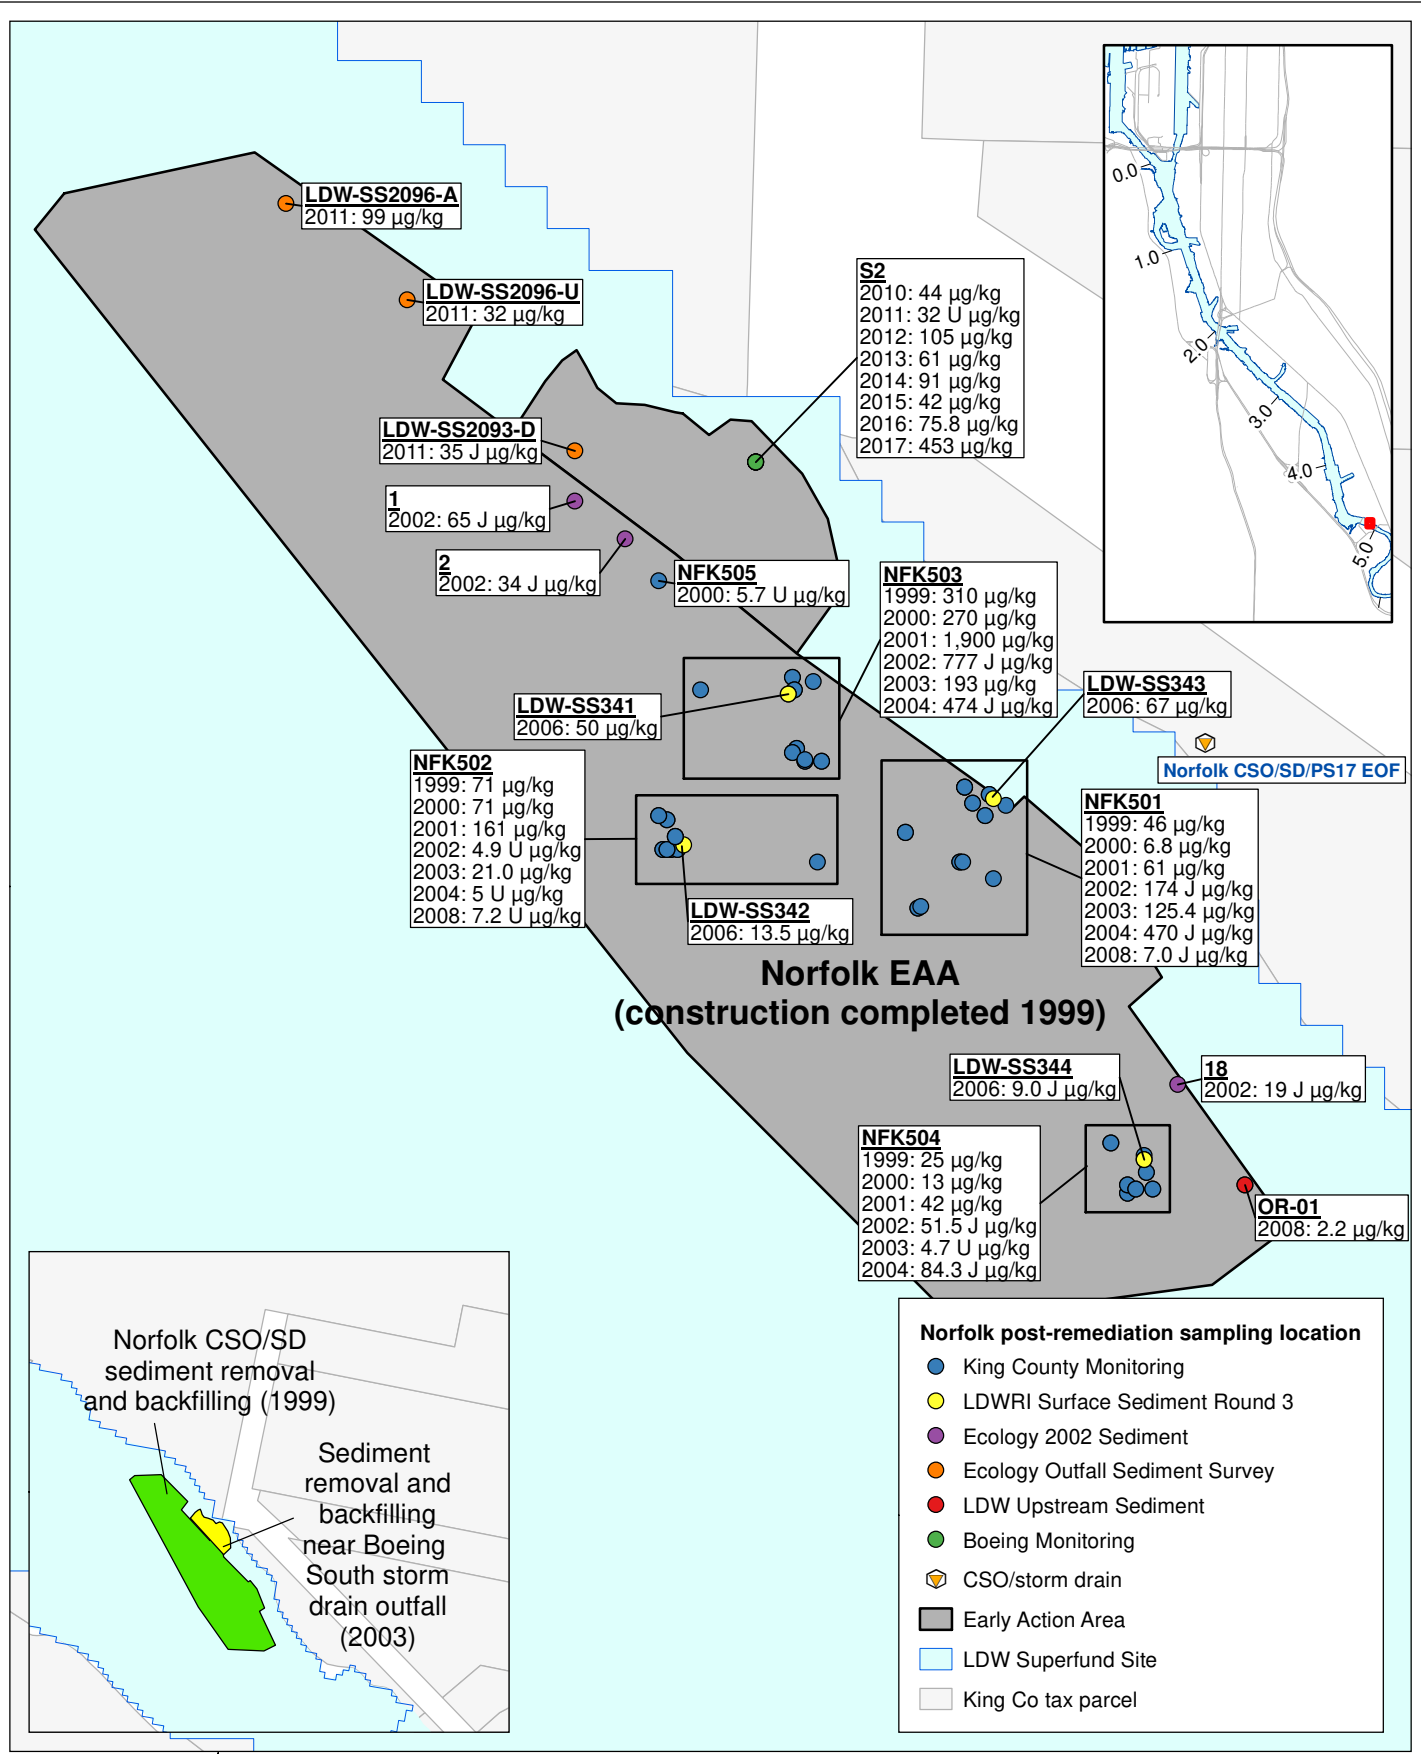 LDW-SS2096-A
2011: 99 µg/kg
LDW-SS2096-U
2011: 32 µg/kg
S2
2010: 44 µg/kg
2011: 32 U µg/kg
2012: 105 µg/kg
2013: 61 µg/kg
2014: 91 µg/kg
2015: 42 µg/kg
2016: 75.8 µg/kg
2017: 453 µg/kg
0.0
1.0
2.0
3.0
4.0
5.0
LDW-SS2093-D
2011: 35 J µg/kg
1
2002: 65 J µg/kg
2
2002: 34 J µg/kg
NFK505
2000: 5.7 U µg/kg
NFK503
1999: 310 µg/kg
2000: 270 µg/kg
2001: 1,900 µg/kg
2002: 777 J µg/kg
2003: 193 µg/kg
2004: 474 J µg/kg
LDW-SS341
2006: 50 µg/kg
LDW-SS343
2006: 67 µg/kg
Norfolk CSO/SD/PS17 EOF
NFK502
1999: 71 µg/kg
2000: 71 µg/kg
2001: 161 µg/kg
2002: 4.9 U µg/kg
2003: 21.0 µg/kg
2004: 5 U µg/kg
2008: 7.2 U µg/kg
NFK501
1999: 46 µg/kg
2000: 6.8 µg/kg
2001: 61 µg/kg
2002: 174 J µg/kg
2003: 125.4 µg/kg
2004: 470 J µg/kg
2008: 7.0 J µg/kg
LDW-SS342
2006: 13.5 µg/kg
Norfolk EAA
(construction completed 1999)
LDW-SS344
2006: 9.0 J µg/kg
18
2002: 19 J µg/kg
NFK504
1999: 25 µg/kg
2000: 13 µg/kg
2001: 42 µg/kg
2002: 51.5 J µg/kg
2003: 4.7 U µg/kg
2004: 84.3 J µg/kg
OR-01
2008: 2.2 µg/kg
Norfolk CSO/SD
sediment removal
and backfilling (1999)
Sediment
removal and
backfilling
near Boeing
South storm
drain outfall
(2003)
Norfolk post-remediation sampling location
King County Monitoring
LDWRI Surface Sediment Round 3
Ecology 2002 Sediment
Ecology Outfall Sediment Survey
LDW Upstream Sediment
Boeing Monitoring
CSO/storm drain
Early Action Area
LDW Superfund Site
King Co tax parcel